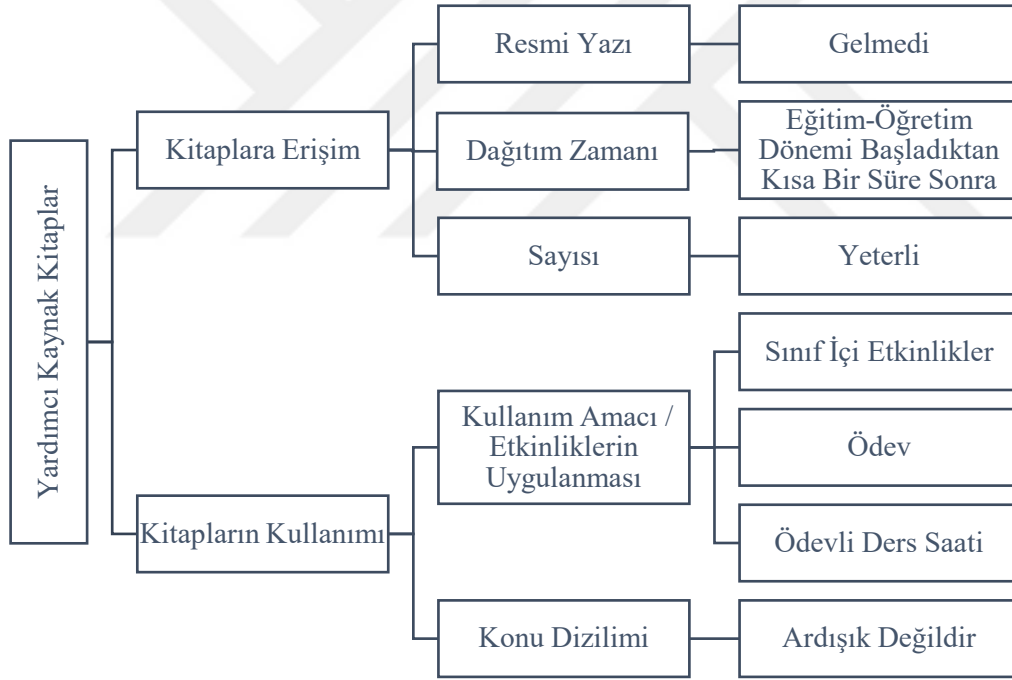 Yardımcı Kaynak Kitaplar
Kitaplara Erişim
Resmi Yazı
Gelmedi
Dağıtım Zamanı
Eğitim-Öğretim
Dönemi Başladıktan
Kısa Bir Süre Sonra
Sayısı
Yeterli
Kitapların Kullanımı
Kullanım Amacı /
Etkinliklerin
Uygulanması
Sınıf İçi Etkinlikler
Ödev
Ödevli Ders Saati
Konu Dizilimi
Ardışık Değildir